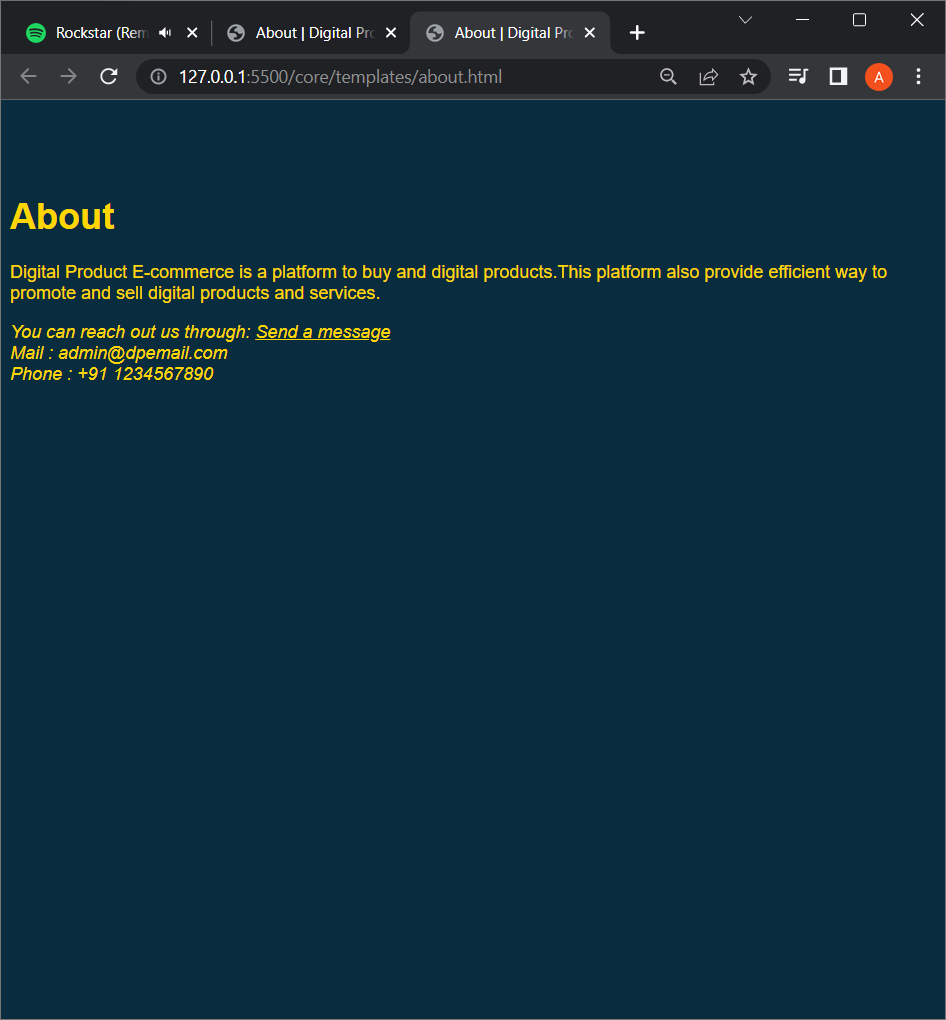 Rockstar (Rem
About | Digital Pro
About | Digital Pro
127.0.0.1:5500/core/templates/about.html
A
About
Digital Product E-commerce is a platform to buy and digital products.This platform also provide efficient way to
promote and sell digital products and services.
You can reach out us through: Send a message
Mail : admin@dpemail.com
Phone : +91 1234567890